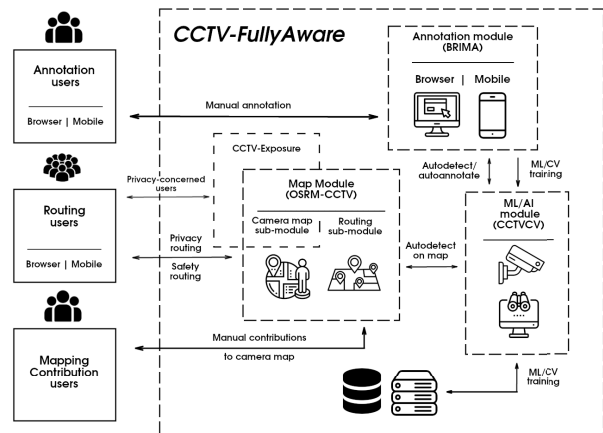 CCTV-FullyAware
Annotation
users
Browser | Mobile
Manual annotation
Annotation module
(BRIMA)
Browser | Mobile
CCTV-Exposure
Privacy-concerned
users
Routing
users
Browser | Mobile
Privacy
routing
Safety
routing
Map Module
(OSRM-CCTV)
Camera map
sub-module
Routing
sub-module
Autodetect/
autoannotate
ML/CV
training
ML/AI
module
(CCTVCV)
Autodetect
on map
Mapping
Contribution
users
Manual contributions
to camera map
ML/CV
training